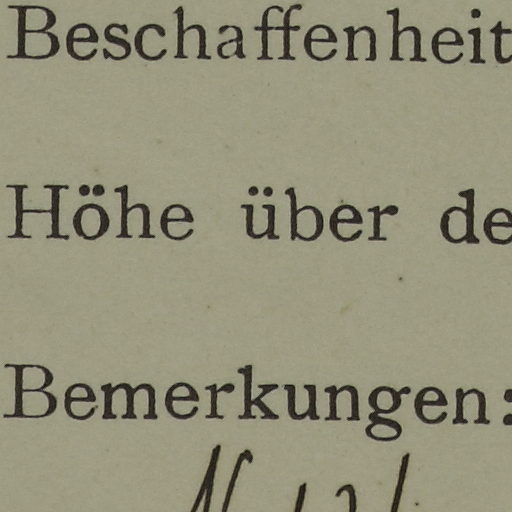 Beschaffenheit
Höhe über de
Bemerkungen: